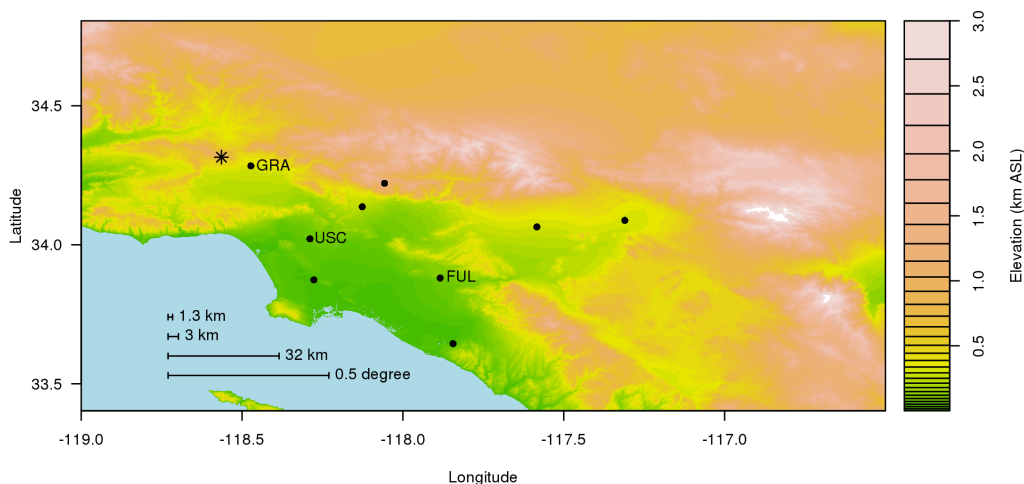 3.0
2.5
2.0
1.5
1.0
0.5
Elevation (km ASL)
34.5
34.0
33.5
Latitude
GRA
USC
FUL
1.3 km
3 km
32 km
0.5 degree
-119.0
-118.5
-118.0
-117.5
-117.0
Longitude